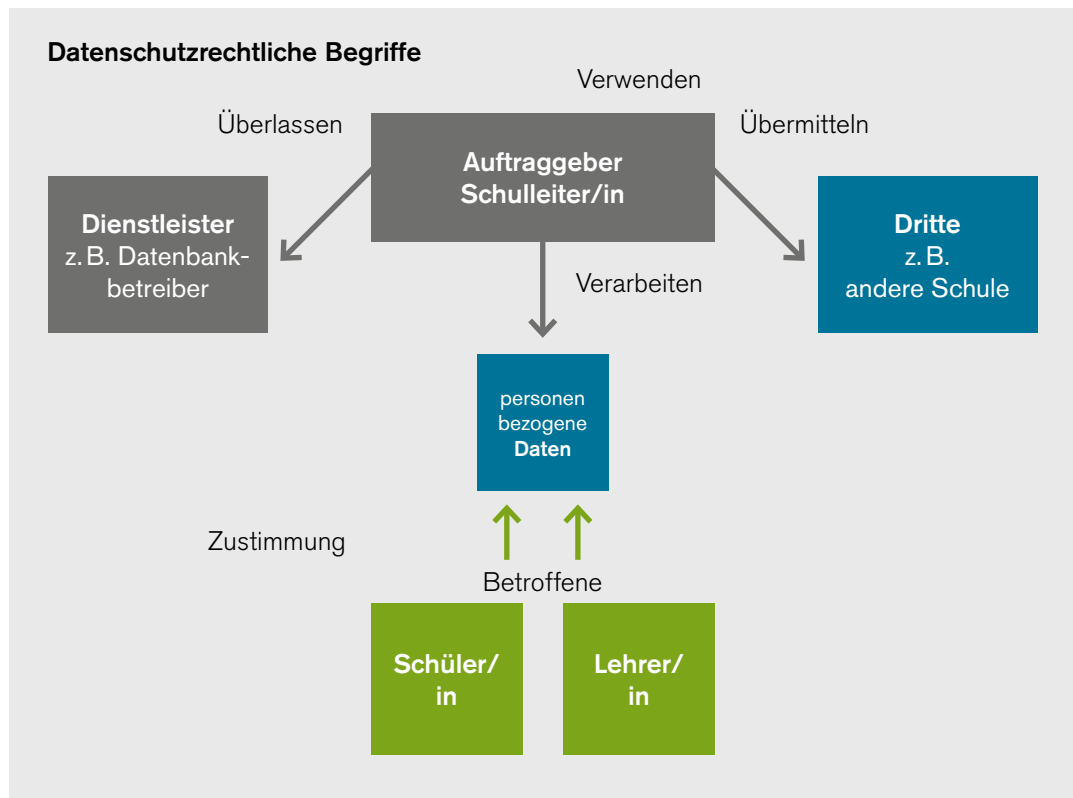 Datenschutzrechtliche Begriffe
Verwenden
Überlassen
Übermitteln
Auftraggeber
Schulleiter/in
Dienstleister
z. B. Datenbank-
betreiber
Dritte
z. B.
andere Schule
Verarbeiten
personen
bezogene
Daten
Zustimmung
Betroffene
Schüler/
in
Lehrer/
in